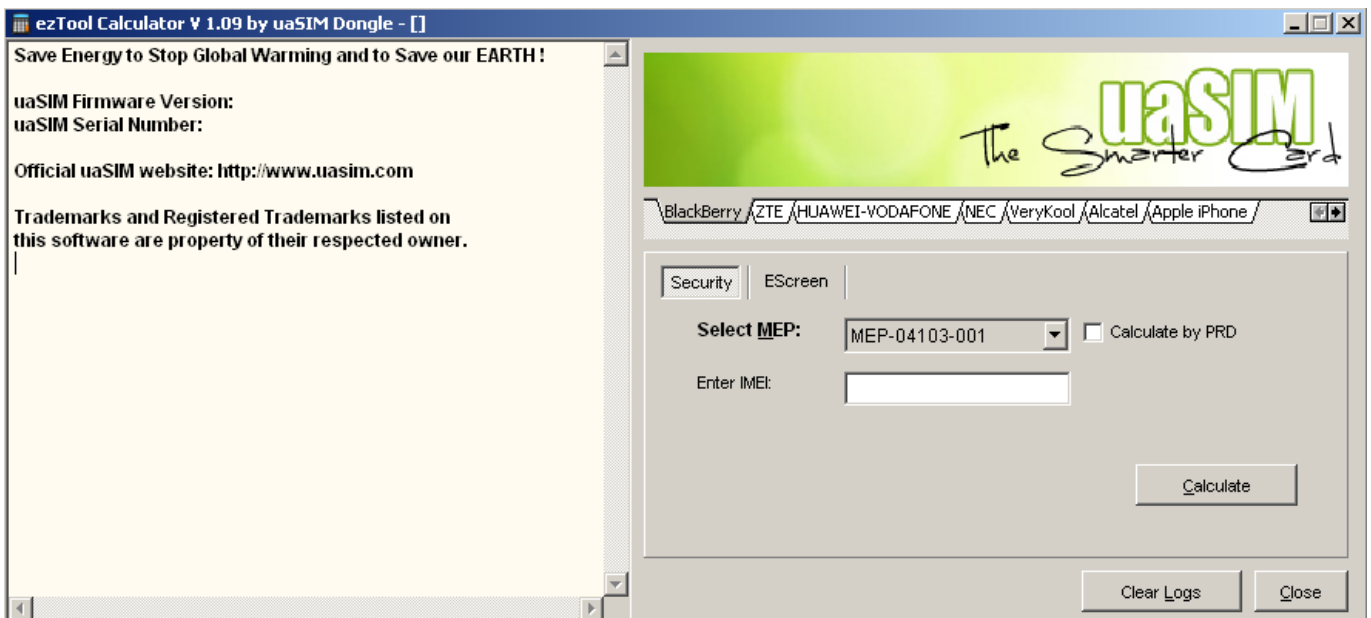 ezTool Calculator V 1.09 by uaSIM Dongle - []
Save Energy to Stop Global Warming and to Save our EARTH !
uaSIM Firmware Version:
uaSIM Serial Number:
Official uaSIM website: http://www.uasim.com
Trademarks and Registered Trademarks listed on
this software are property of their respected owner.
uaSIM
The Smarter Card
BlackBerry ZTE HUAWEI-VODAFONE NEC VeryKool Alcatel Apple iPhone
Security EScreen
Select MEP: MEP-04103-001 Calculate by PRD
Enter IMEI:
Calculate
Clear Logs Close